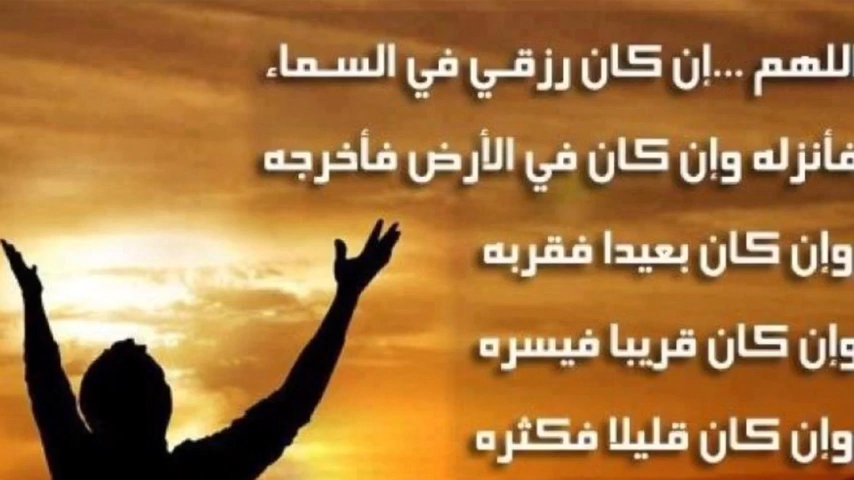 اللهم ...إن كان رزقي في السماء
فأنزله وإن كان في الأرض فأخرجه
وإن كان بعيدا فقربه
وإن كان قريبا فيسره
وإن كان قليلا فكثره